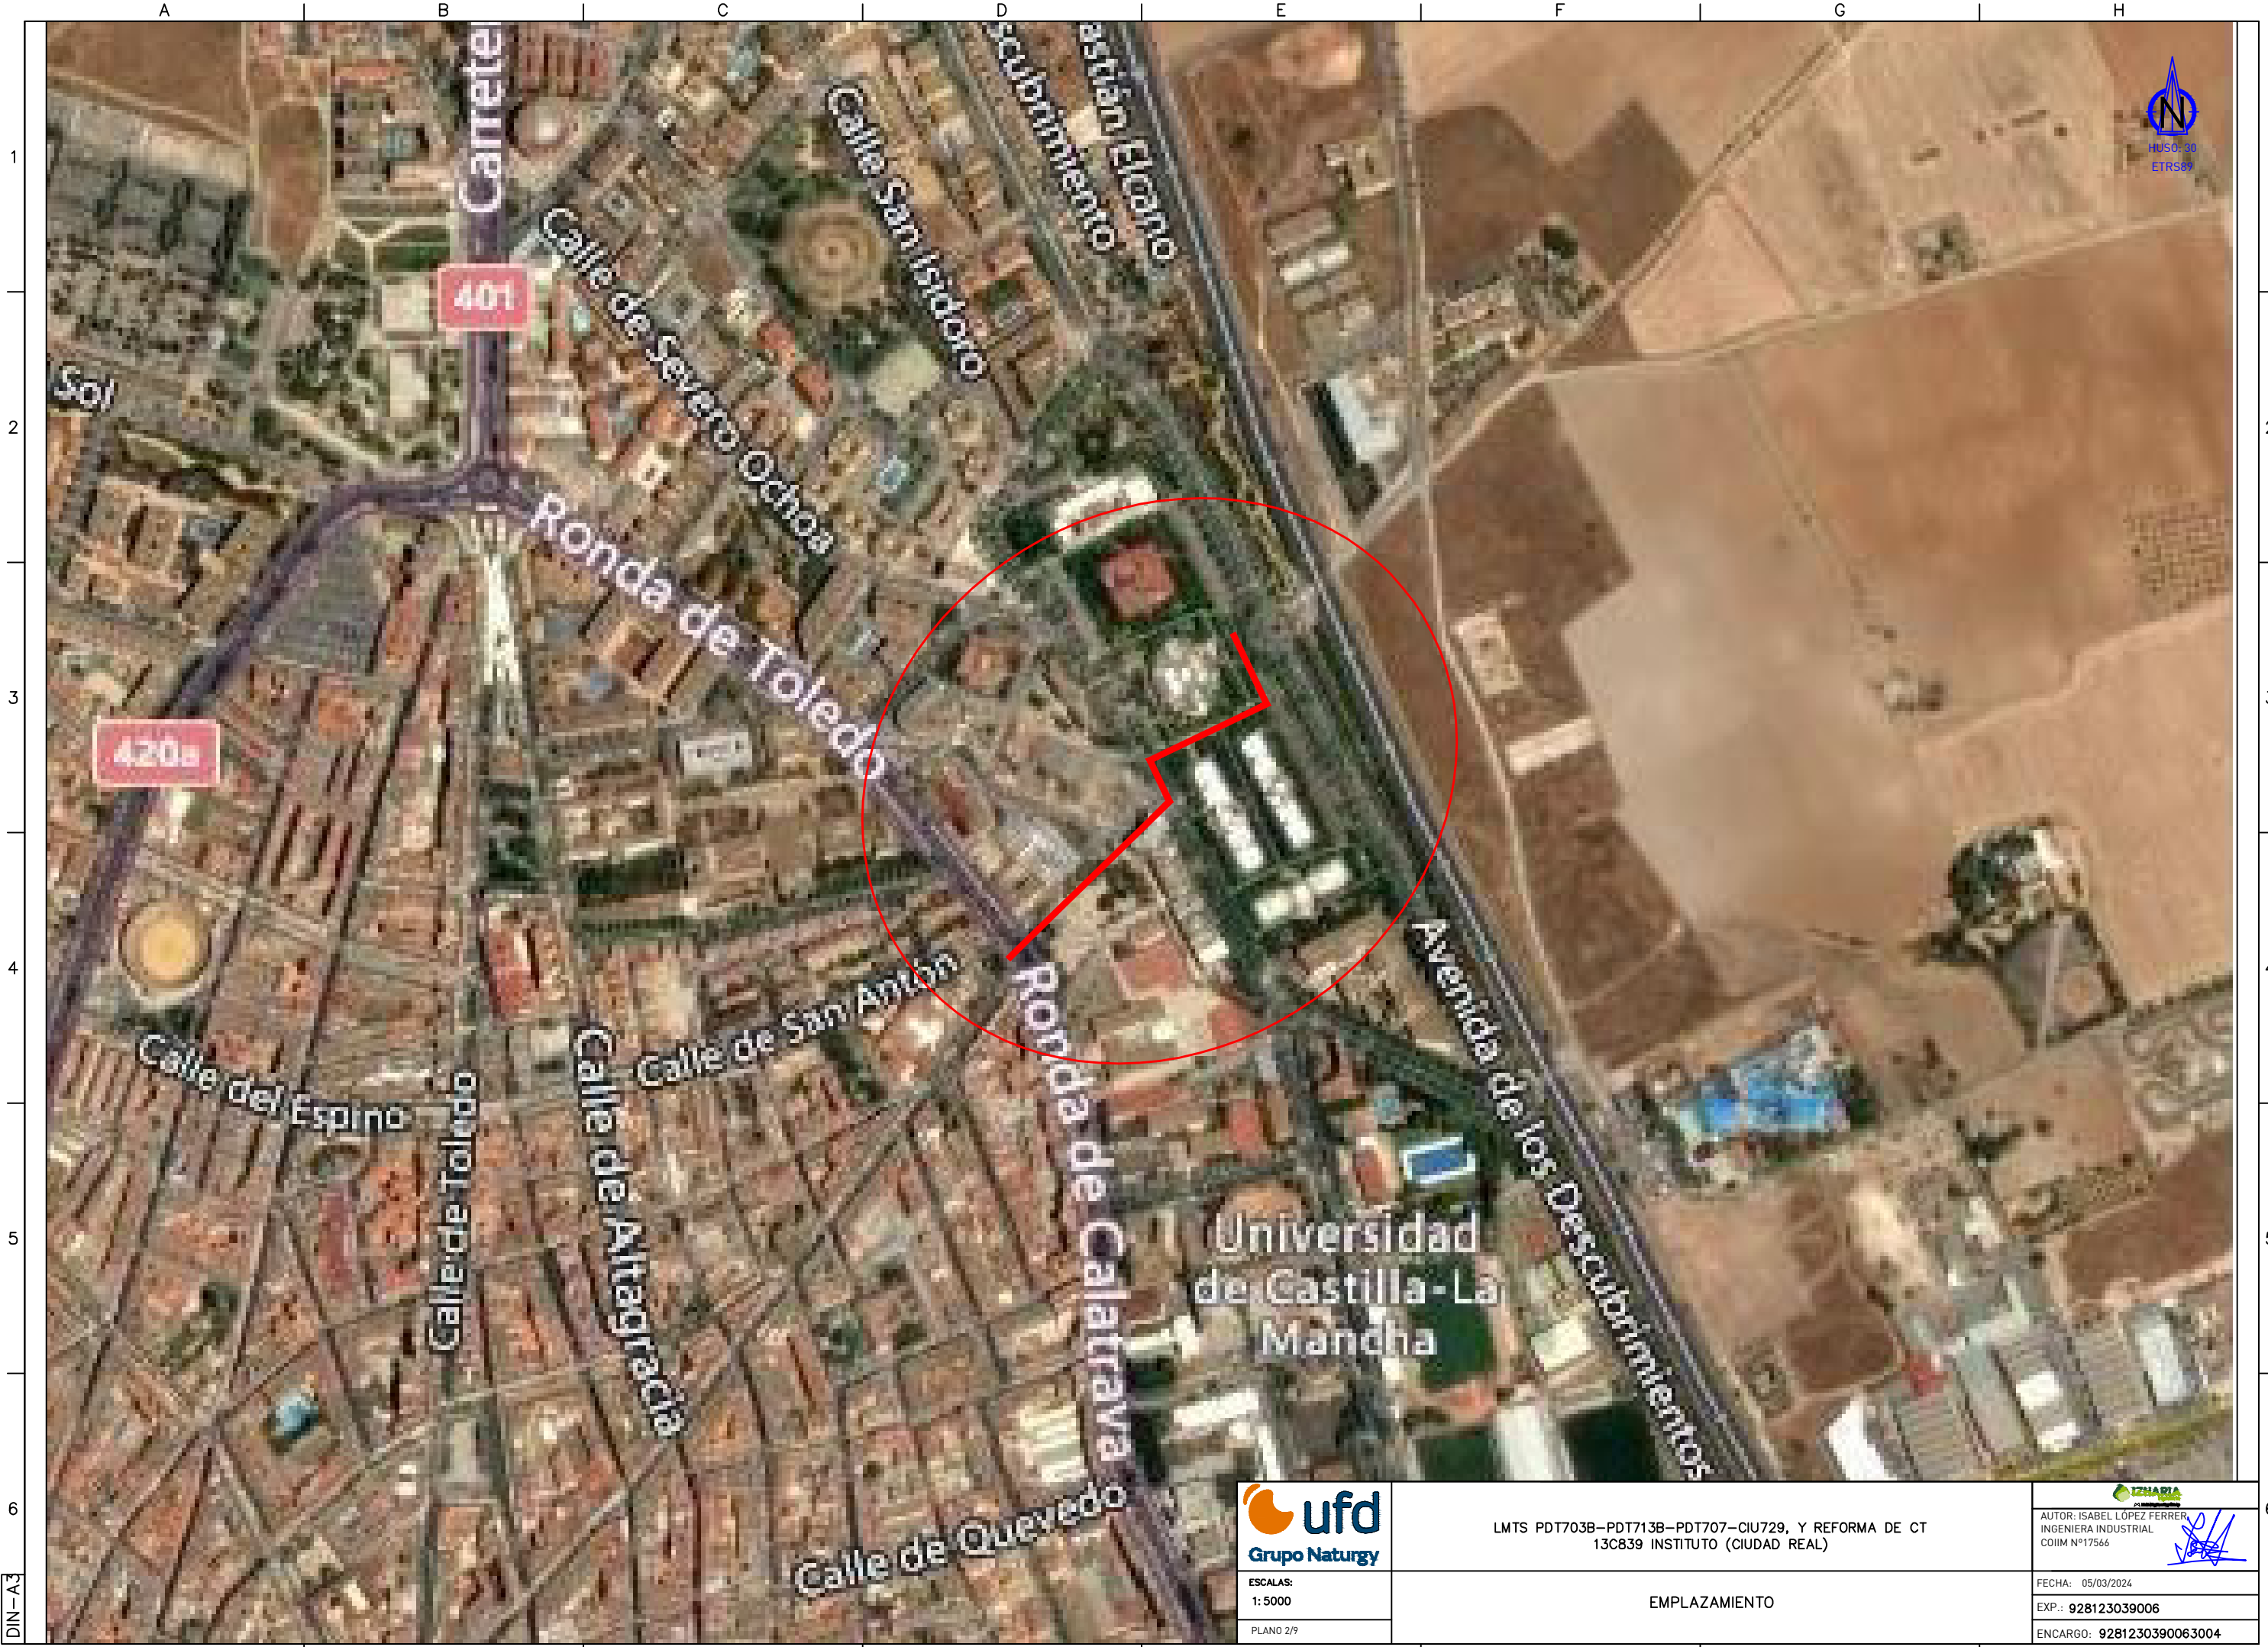 A B C D E F G H
1
2
3
4
5
6
DIN-A3
N
HUSO: 30
ETRS89
Carrete
401
Sol
Calle de Severo Ochoa
Calle San Isidoro
scubrimiento
astián Elcano
Ronda de Toledo
420a
Calle del Espino
Calle de Toledo
Calle de Altagracia
Calle de San Antón
Ronda de Calatrava
Avenida de los Descubrimientos
Universidad
de Castilla-La
Mancha
Calle de Quevedo
ufd
Grupo Naturgy
ESCALAS:
1: 5000
PLANO 2/9
LMTS PDT703B-PDT713B-PDT707-CIU729, Y REFORMA DE CT
13C839 INSTITUTO (CIUDAD REAL)
EMPLAZAMIENTO
IZHARIA
AUTOR: ISABEL LÓPEZ FERRER
INGENIERA INDUSTRIAL
COIIM Nº17566
FECHA: 05/03/2024
EXP.: 928123039006
ENCARGO: 9281230390063004